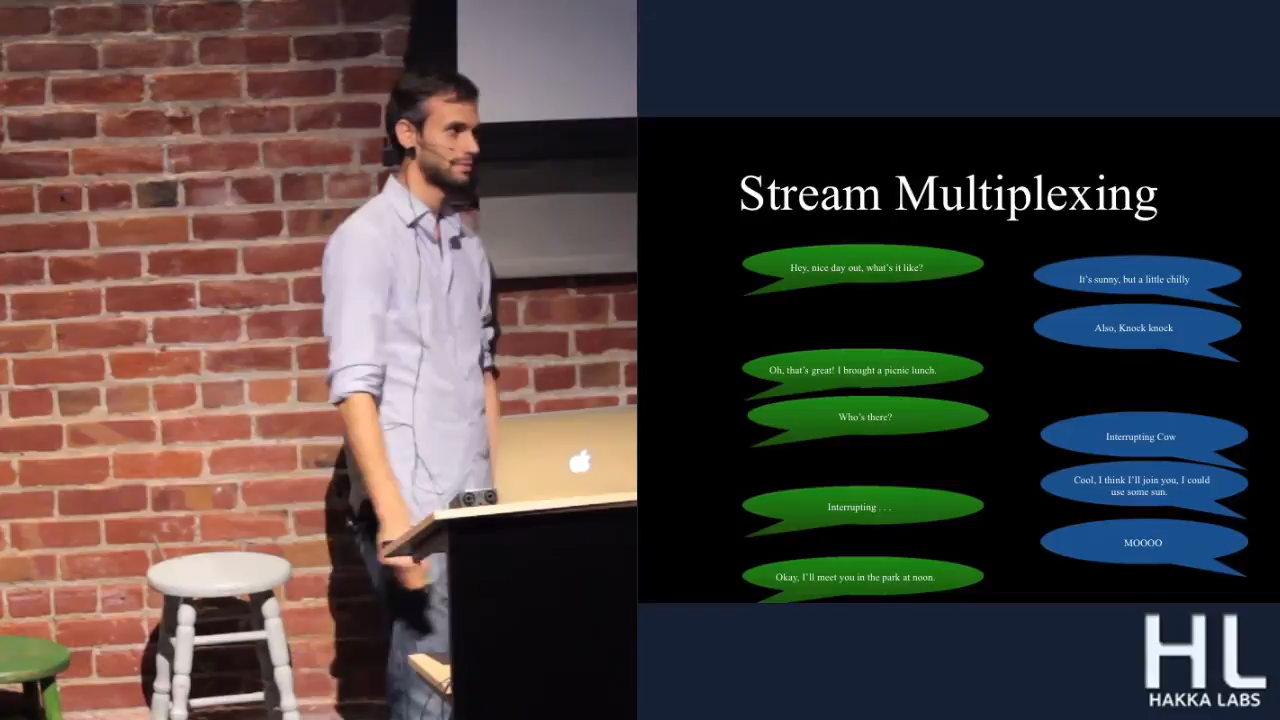 Stream Multiplexing
Hey, nice day out, what's it like?
It's sunny, but a little chilly
Also, Knock knock
Oh, that's great! I brought a picnic lunch.
Who's there?
Interrupting Cow
Cool, I think I'll join you, I could
use some sun.
Interrupting . . .
MOOOO
Okay, I'll meet you in the park at noon.
HL
HAKKA LABS